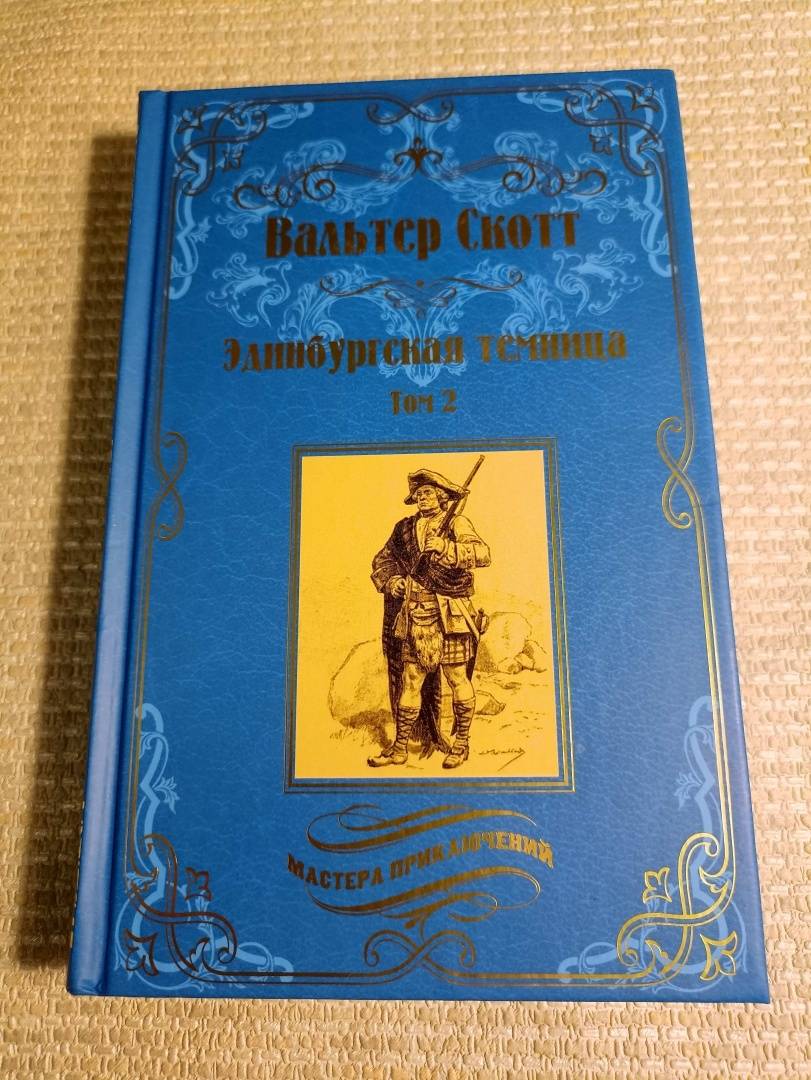 Вальтер Скотт
Эдинбургская темница
Том 2
МАСТЕРА ПРИКЛЮЧЕНИЙ